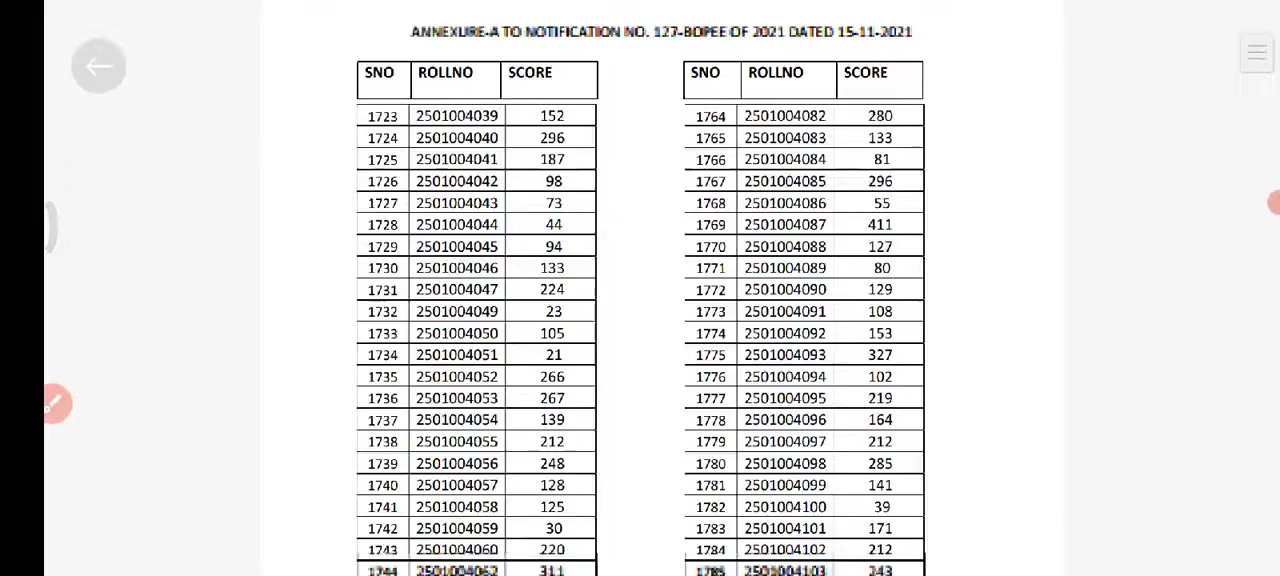 ANNEXURE-A TO NOTIFICATION NO. 127-BOPEE OF 2021 DATED 15-11-2021
SNO ROLLNO SCORE
1723 2501004039 152
1724 2501004040 296
1725 2501004041 187
1726 2501004042 98
1727 2501004043 73
1728 2501004044 44
1729 2501004045 94
1730 2501004046 133
1731 2501004047 224
1732 2501004049 23
1733 2501004050 105
1734 2501004051 21
1735 2501004052 266
1736 2501004053 267
1737 2501004054 139
1738 2501004055 212
1739 2501004056 248
1740 2501004057 128
1741 2501004058 125
1742 2501004059 30
1743 2501004060 220
1744 2501004062 311
SNO ROLLNO SCORE
1764 2501004082 280
1765 2501004083 133
1766 2501004084 81
1767 2501004085 296
1768 2501004086 55
1769 2501004087 411
1770 2501004088 127
1771 2501004089 80
1772 2501004090 129
1773 2501004091 108
1774 2501004092 153
1775 2501004093 327
1776 2501004094 102
1777 2501004095 219
1778 2501004096 164
1779 2501004097 212
1780 2501004098 285
1781 2501004099 141
1782 2501004100 39
1783 2501004101 171
1784 2501004102 212
1785 2501004103 243